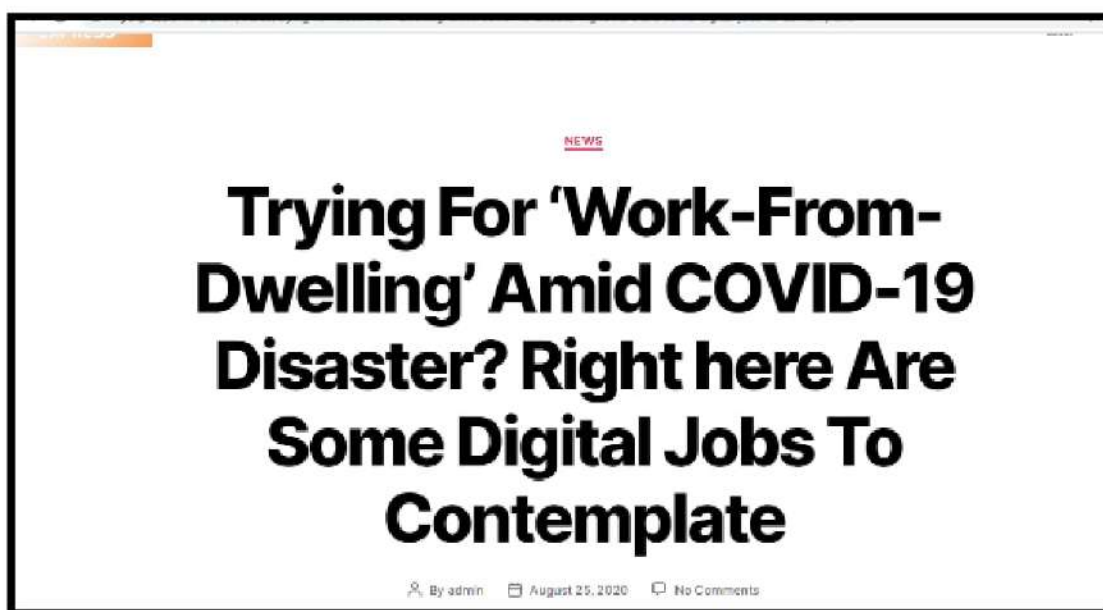 NEWS
Trying For ‘Work-From-
Dwelling’ Amid COVID-19
Disaster? Right here Are
Some Digital Jobs To
Contemplate
By admin August 25, 2020 No Comments